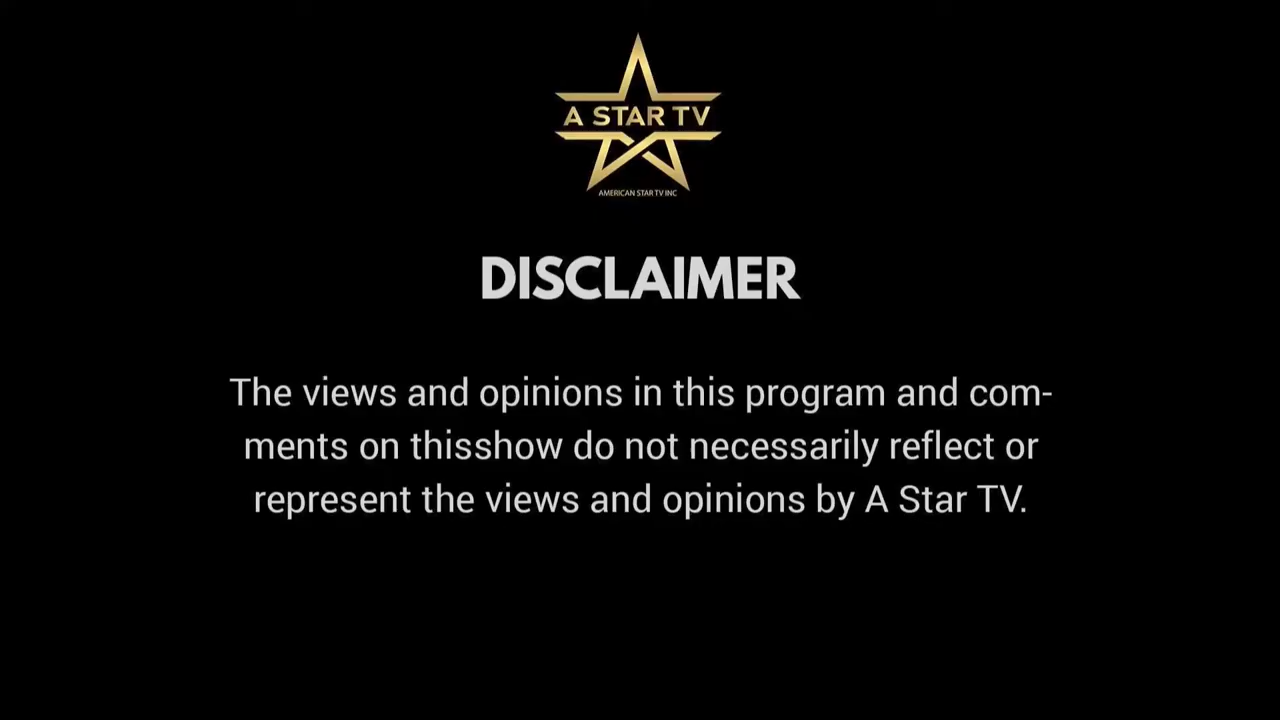 A STAR TV
AMERICAN STAR TV INC
DISCLAIMER
The views and opinions in this program and com-
ments on thisshow do not necessarily reflect or
represent the views and opinions by A Star TV.